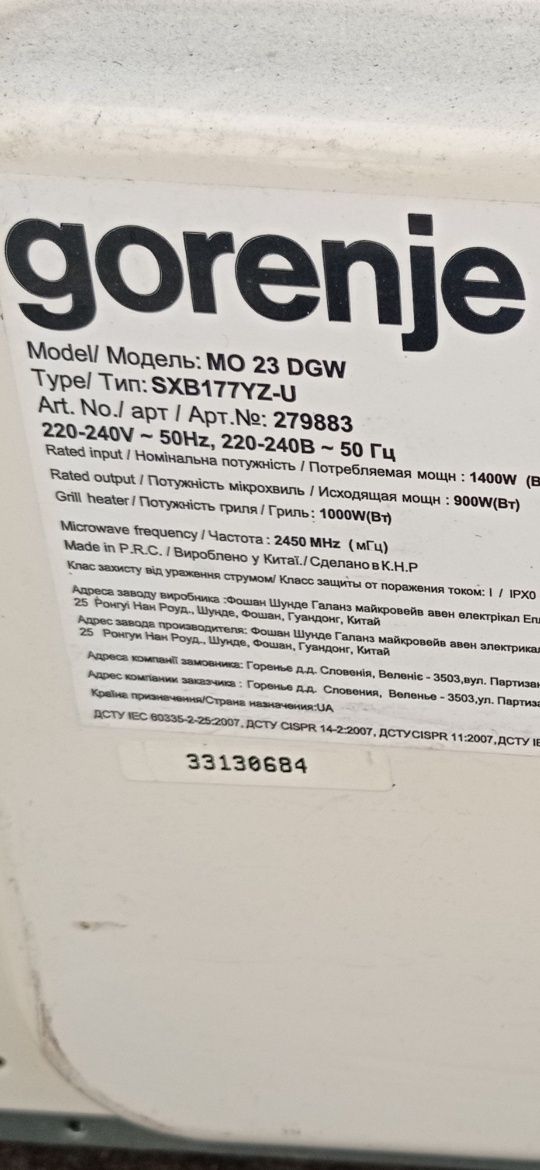 gorenje
Model/ Модель: MO 23 DGW
Type/ Тип: SXB177YZ-U
Art. No./ арт / Арт.№: 279883
220-240V ~ 50Hz, 220-240В ~ 50 Гц
Rated input / Номінальна потужність / Потребляемая мощн : 1400W (В
Rated output / Потужність мікрохвиль / Исходящая мощн : 900W(Вт)
Grill heater / Потужність гриля / Гриль: 1000W(Вт)
Microwave frequency / Частота : 2450 MHz (мГц)
Made in P.R.C. / Вироблено у Китаї./ Сделано в К.Н.Р
Клас захисту від ураження струмом/ Класс защиты от поражения током: I / IPX0
Адреса заводу виробника :Фошан Шунде Галанз майкровейв авен електрікал Епл
25 Ронгуі Нан Роуд., Шунде, Фошан, Гуандонг, Китай
Адрес завода производителя: Фошан Шунде Галанз майкровейв авен электрикал
25 Ронгуи Нан Роуд., Шунде, Фошан, Гуандонг, Китай
Адреса компанії замовника: Горенье д.д. Словенія, Веленіє - 3503,вул. Партизан
Адрес компании заказчика : Горенье д.д. Словения, Веленье - 3503,ул. Партиза
Країна призначення/Страна назначения:UA
ДСТУ IEC 60335-2-25:2007, ДСТУ CISPR 14-2:2007, ДСТУ CISPR 11:2007,ДСТУ IE
33130684